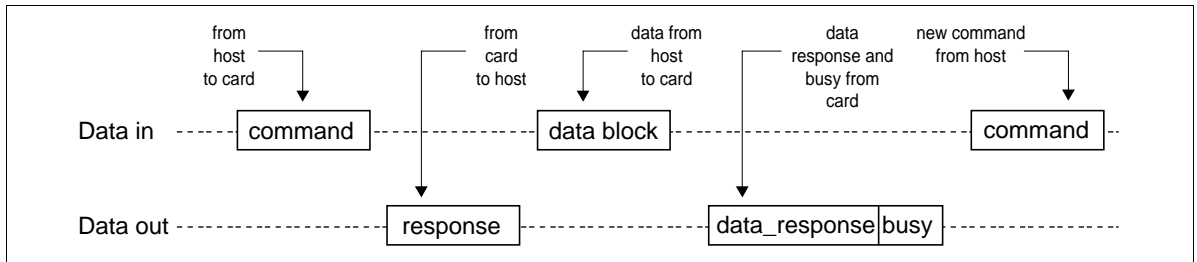 from
host
to card
from
card
to host
data from
host
to card
data
response and
busy from
card
new command
from host
Data in
command
data block
command
Data out
response
data_response
busy